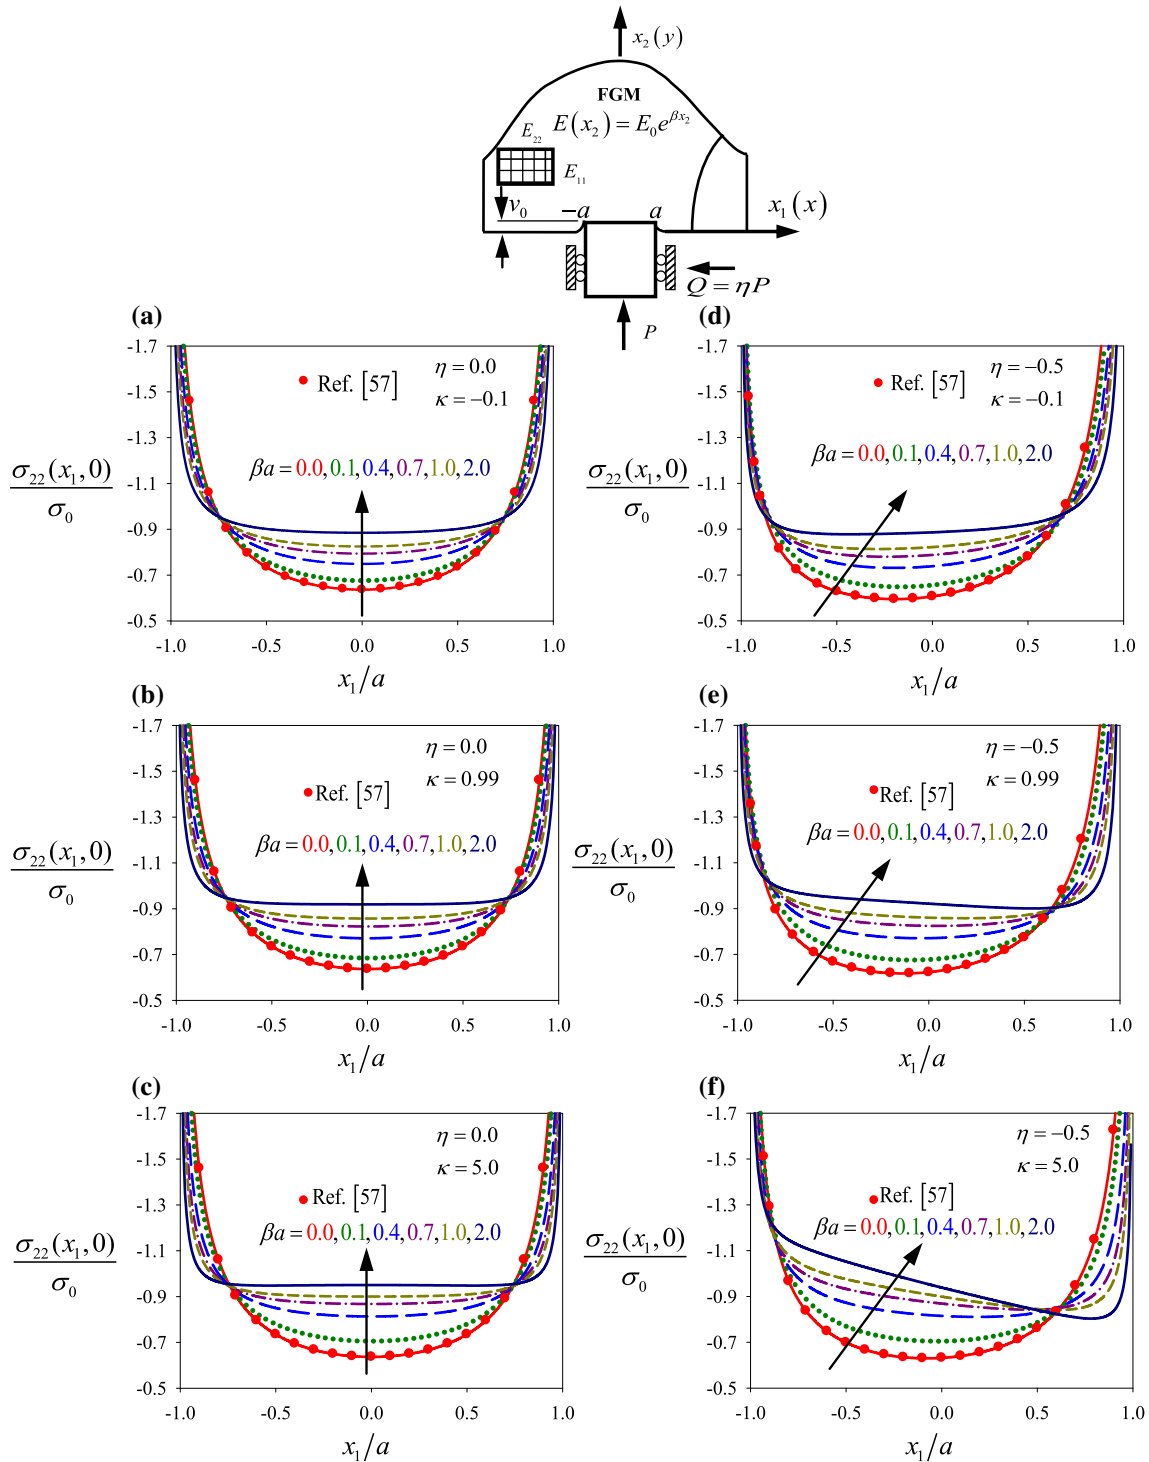 x₂(y)
FGM
E(x₂) = E₀e^{βx₂}
E₂₂
E₁₁
v₀
−a
a
x₁(x)
Q = ηP
P
(a)
-1.7
-1.5
-1.3
-1.1
-0.9
-0.7
-0.5
-1.0
-0.5
0.0
0.5
1.0
Ref. [57]
η = 0.0
κ = −0.1
βa = 0.0, 0.1, 0.4, 0.7, 1.0, 2.0
σ₂₂(x₁, 0)
σ₀
x₁/a
(d)
-1.7
-1.5
-1.3
-1.1
-0.9
-0.7
-0.5
-1.0
-0.5
0.0
0.5
1.0
Ref. [57]
η = −0.5
κ = −0.1
βa = 0.0, 0.1, 0.4, 0.7, 1.0, 2.0
σ₂₂(x₁, 0)
σ₀
x₁/a
(b)
-1.7
-1.5
-1.3
-1.1
-0.9
-0.7
-0.5
-1.0
-0.5
0.0
0.5
1.0
η = 0.0
κ = 0.99
Ref. [57]
βa = 0.0, 0.1, 0.4, 0.7, 1.0, 2.0
σ₂₂(x₁, 0)
σ₀
x₁/a
(e)
-1.7
-1.5
-1.3
-1.1
-0.9
-0.7
-0.5
-1.0
-0.5
0.0
0.5
1.0
η = −0.5
κ = 0.99
Ref. [57]
βa = 0.0, 0.1, 0.4, 0.7, 1.0, 2.0
σ₂₂(x₁, 0)
σ₀
x₁/a
(c)
-1.7
-1.5
-1.3
-1.1
-0.9
-0.7
-0.5
-1.0
-0.5
0.0
0.5
1.0
η = 0.0
κ = 5.0
Ref. [57]
βa = 0.0, 0.1, 0.4, 0.7, 1.0, 2.0
σ₂₂(x₁, 0)
σ₀
x₁/a
(f)
-1.7
-1.5
-1.3
-1.1
-0.9
-0.7
-0.5
-1.0
-0.5
0.0
0.5
1.0
η = −0.5
κ = 5.0
Ref. [57]
βa = 0.0, 0.1, 0.4, 0.7, 1.0, 2.0
σ₂₂(x₁, 0)
σ₀
x₁/a